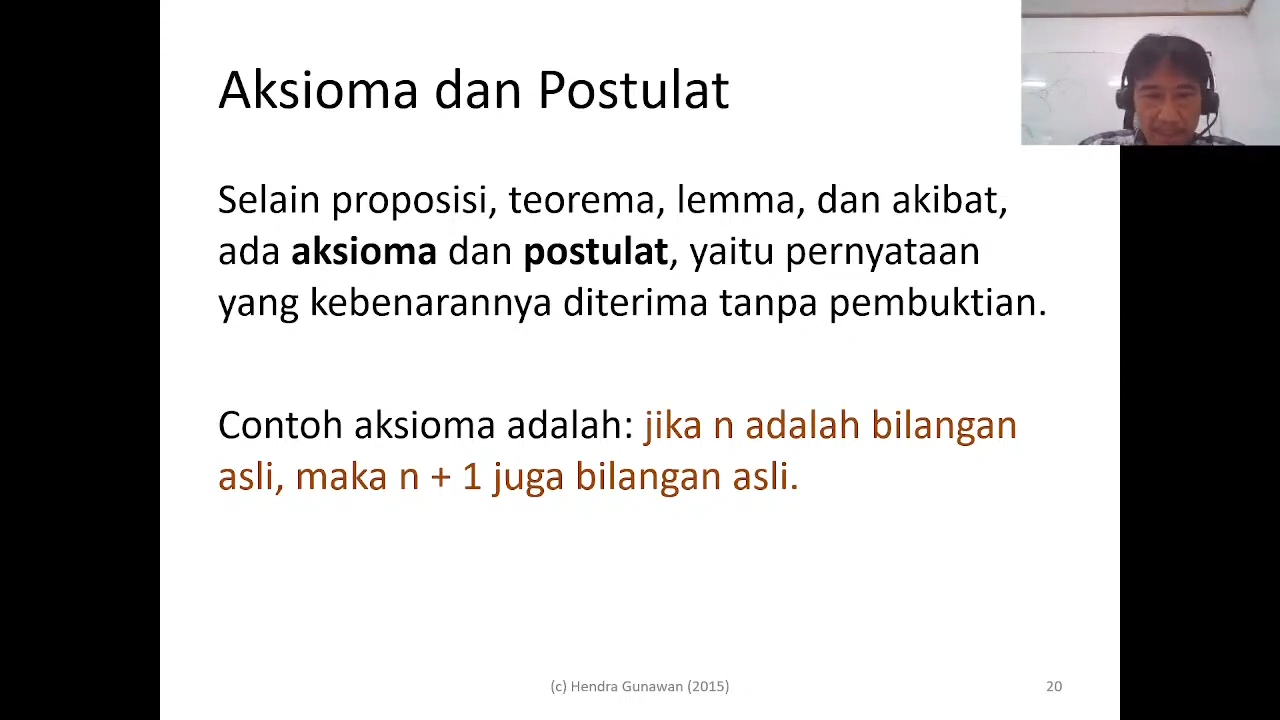 Aksioma dan Postulat
Selain proposisi, teorema, lemma, dan akibat,
ada aksioma dan postulat, yaitu pernyataan
yang kebenarannya diterima tanpa pembuktian.
Contoh aksioma adalah: jika n adalah bilangan
asli, maka n + 1 juga bilangan asli.
(c) Hendra Gunawan (2015)
20